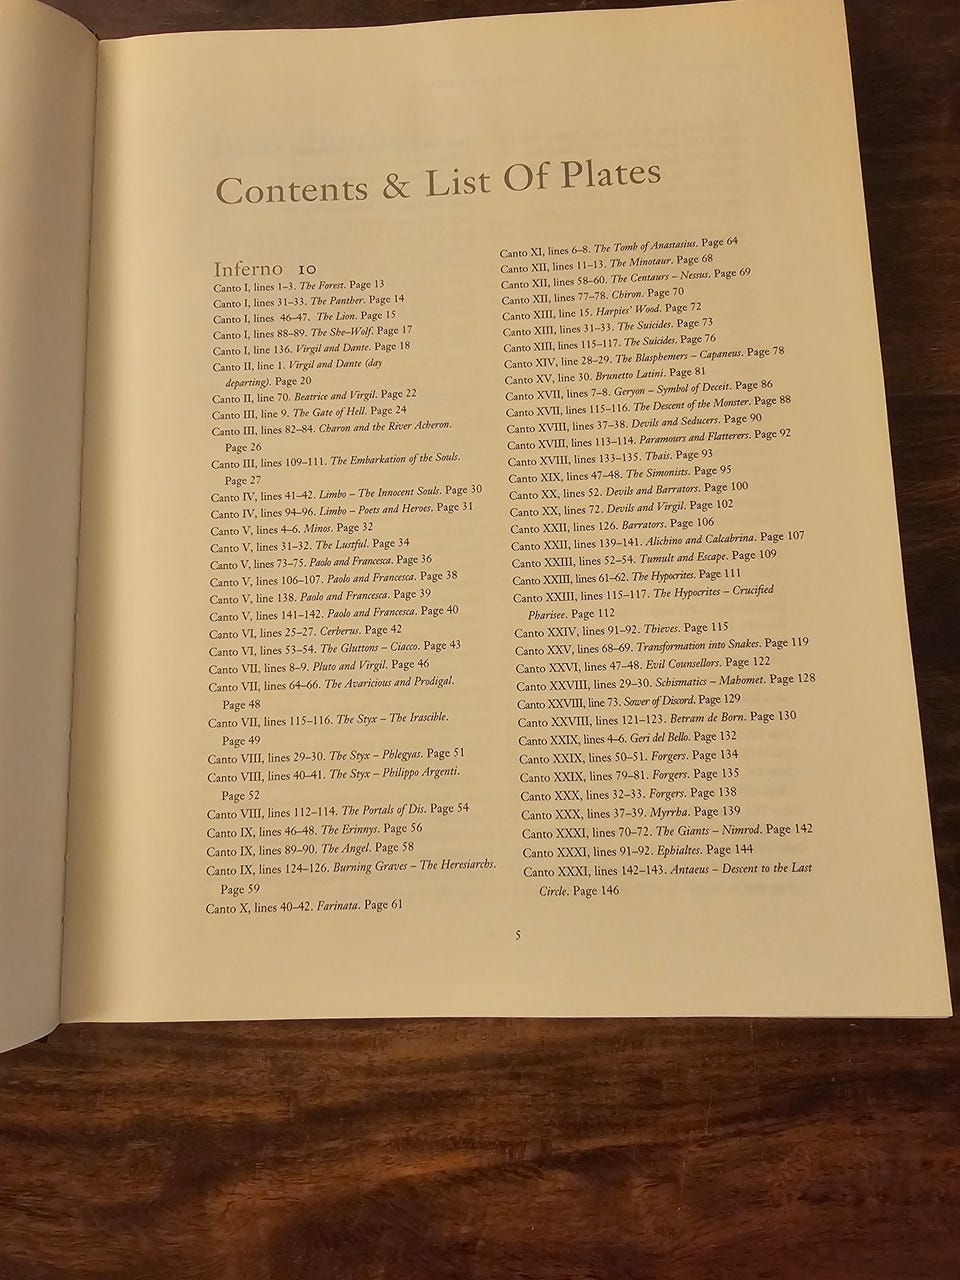 Contents & List Of Plates
Inferno 10
Canto I, lines 1–3. The Forest. Page 13
Canto I, lines 31–33. The Panther. Page 14
Canto I, lines 46–47. The Lion. Page 15
Canto I, lines 88–89. The She–Wolf. Page 17
Canto I, line 136. Virgil and Dante. Page 18
Canto II, line 1. Virgil and Dante (day
departing). Page 20
Canto II, line 70. Beatrice and Virgil. Page 22
Canto III, line 9. The Gate of Hell. Page 24
Canto III, lines 82–84. Charon and the River Acheron.
Page 26
Canto III, lines 109–111. The Embarkation of the Souls.
Page 27
Canto IV, lines 41–42. Limbo – The Innocent Souls. Page 30
Canto IV, lines 94–96. Limbo – Poets and Heroes. Page 31
Canto V, lines 4–6. Minos. Page 32
Canto V, lines 31–32. The Lustful. Page 34
Canto V, lines 73–75. Paolo and Francesca. Page 36
Canto V, lines 106–107. Paolo and Francesca. Page 38
Canto V, line 138. Paolo and Francesca. Page 39
Canto V, lines 141–142. Paolo and Francesca. Page 40
Canto VI, lines 25–27. Cerberus. Page 42
Canto VI, lines 53–54. The Gluttons – Ciacco. Page 43
Canto VII, lines 8–9. Pluto and Virgil. Page 46
Canto VII, lines 64–66. The Avaricious and Prodigal.
Page 48
Canto VII, lines 115–116. The Styx – The Irascible.
Page 49
Canto VIII, lines 29–30. The Styx – Phlegyas. Page 51
Canto VIII, lines 40–41. The Styx – Philippo Argenti.
Page 52
Canto VIII, lines 112–114. The Portals of Dis. Page 54
Canto IX, lines 46–48. The Erinnys. Page 56
Canto IX, lines 89–90. The Angel. Page 58
Canto IX, lines 124–126. Burning Graves – The Heresiarchs.
Page 59
Canto X, lines 40–42. Farinata. Page 61
Canto XI, lines 6–8. The Tomb of Anastasius. Page 64
Canto XII, lines 11–13. The Minotaur. Page 68
Canto XII, lines 58–60. The Centaurs – Nessus. Page 69
Canto XII, lines 77–78. Chiron. Page 70
Canto XIII, line 15. Harpies' Wood. Page 72
Canto XIII, lines 31–33. The Suicides. Page 73
Canto XIII, lines 115–117. The Suicides. Page 76
Canto XIV, line 28–29. The Blasphemers – Capaneus. Page 78
Canto XV, line 30. Brunetto Latini. Page 81
Canto XVII, lines 7–8. Geryon – Symbol of Deceit. Page 86
Canto XVII, lines 115–116. The Descent of the Monster. Page 88
Canto XVIII, lines 37–38. Devils and Seducers. Page 90
Canto XVIII, lines 113–114. Paramours and Flatterers. Page 92
Canto XVIII, lines 133–135. Thais. Page 93
Canto XIX, lines 47–48. The Simonists. Page 95
Canto XX, lines 52. Devils and Barrators. Page 100
Canto XX, lines 72. Devils and Virgil. Page 102
Canto XXII, lines 126. Barrators. Page 106
Canto XXII, lines 139–141. Alichino and Calcabrina. Page 107
Canto XXIII, lines 52–54. Tumult and Escape. Page 109
Canto XXIII, lines 61–62. The Hypocrites. Page 111
Canto XXIII, lines 115–117. The Hypocrites – Crucified
Pharisee. Page 112
Canto XXIV, lines 91–92. Thieves. Page 115
Canto XXV, lines 68–69. Transformation into Snakes. Page 119
Canto XXVI, lines 47–48. Evil Counsellors. Page 122
Canto XXVIII, lines 29–30. Schismatics – Mahomet. Page 128
Canto XXVIII, line 73. Sower of Discord. Page 129
Canto XXVIII, lines 121–123. Betram de Born. Page 130
Canto XXIX, lines 4–6. Geri del Bello. Page 132
Canto XXIX, lines 50–51. Forgers. Page 134
Canto XXIX, lines 79–81. Forgers. Page 135
Canto XXX, lines 32–33. Forgers. Page 138
Canto XXX, lines 37–39. Myrrha. Page 139
Canto XXXI, lines 70–72. The Giants – Nimrod. Page 142
Canto XXXI, lines 91–92. Ephialtes. Page 144
Canto XXXI, lines 142–143. Antaeus – Descent to the Last
Circle. Page 146
5